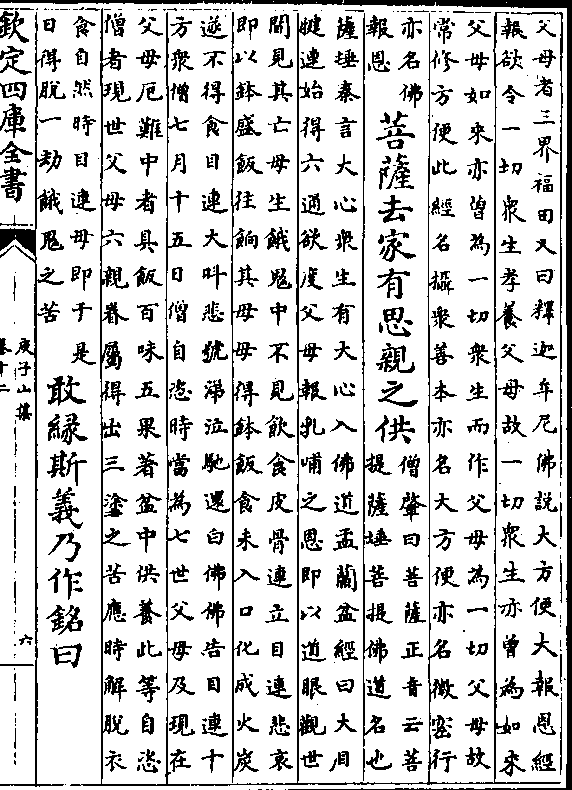 父母者三界福田又曰釋迦牟尼佛說大方便大報恩經
報欲令一切衆生孝養父母故一切衆生亦曾為如來
父母如來亦曾為一切衆生而作父母為一切父母故
常修方便此經名攝衆善本亦名大方便亦名微密行
亦名佛
報恩
菩薩去家有思親之供
僧肇曰菩薩正音云菩
提薩埵菩提佛道名也
薩埵秦言大心衆生有大心入佛道盂蘭盆經曰大目
犍連始得六通欲度父母報乳哺之恩即以道眼觀世
間見其亡母生餓鬼中不見飲食皮骨連立目連悲哀
即以鉢盛飯往餉其母母得鉢飯食未入口化成火炭
遂不得食目連大叫悲號涕泣馳還白佛佛告目連十
方衆僧七月十五日僧自恣時當為七世父母及現在
父母厄難中者具飯百味五果著盆中供養此等自恣
僧者現世父母六親眷屬得出三塗之苦應時解脫衣
食自然時目連母即于是
日得脫一劫餓鬼之苦
敢緣斯義乃作銘曰
欽定四庫全書
庾子山集
卷十二
六